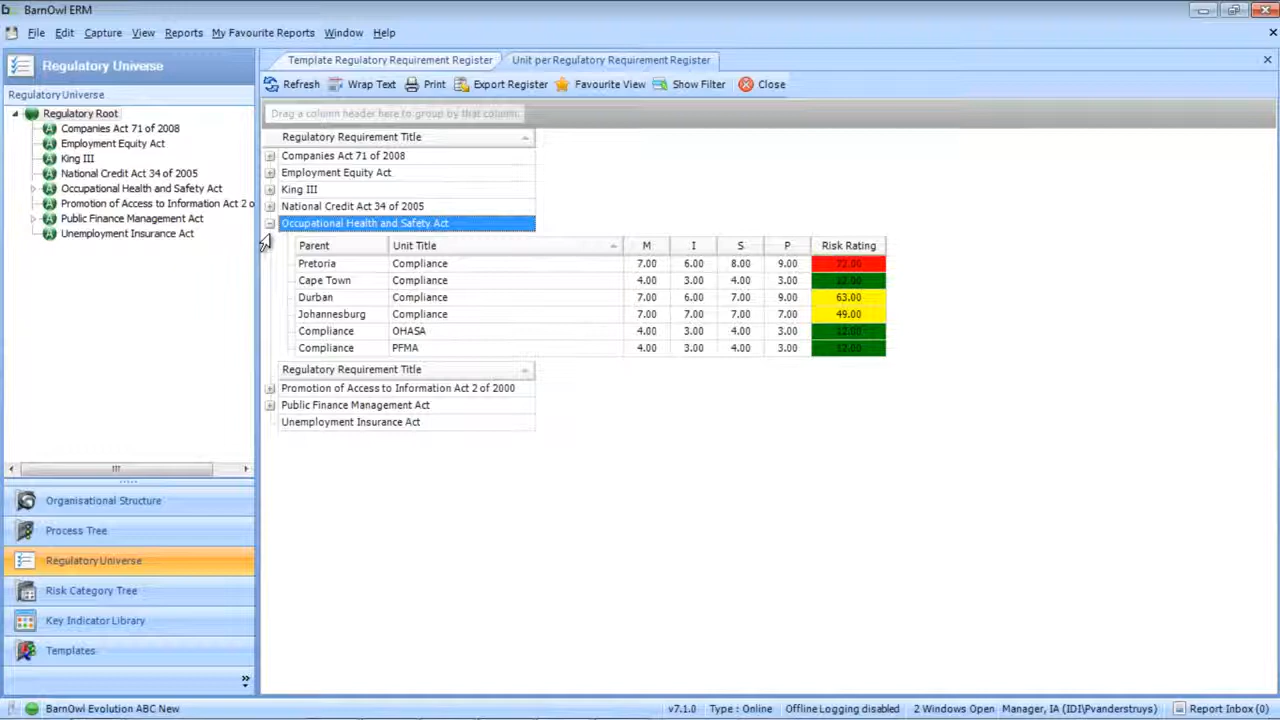 BarnOwl ERM
File Edit Capture View Reports My Favourite Reports Window Help
Regulatory Universe
Regulatory Universe
Regulatory Root
Companies Act 71 of 2008
Employment Equity Act
King III
National Credit Act 34 of 2005
Occupational Health and Safety Act
Promotion of Access to Information Act 2 o
Public Finance Management Act
Unemployment Insurance Act
Organisational Structure
Process Tree
Regulatory Universe
Risk Category Tree
Key Indicator Library
Templates
Template Regulatory Requirement Register Unit per Regulatory Requirement Register
Refresh Wrap Text Print Export Register Favourite View Show Filter Close
Drag a column header here to group by that column.
Regulatory Requirement Title
Companies Act 71 of 2008
Employment Equity Act
King III
National Credit Act 34 of 2005
Occupational Health and Safety Act
Parent Unit Title M I S P Risk Rating
Pretoria Compliance 7.00 6.00 8.00 9.00 72.00
Cape Town Compliance 4.00 3.00 4.00 3.00
Durban Compliance 7.00 6.00 7.00 9.00 63.00
Johannesburg Compliance 7.00 7.00 7.00 7.00 49.00
Compliance OHASA 4.00 3.00 4.00 3.00 12.00
Compliance PFMA 4.00 3.00 4.00 3.00 12.00
Regulatory Requirement Title
Promotion of Access to Information Act 2 of 2000
Public Finance Management Act
Unemployment Insurance Act
BarnOwl Evolution ABC New v7.1.0 Type : Online Offline Logging disabled 2 Windows Open Manager, IA (IDI\Pvanderstruys) Report Inbox (0)